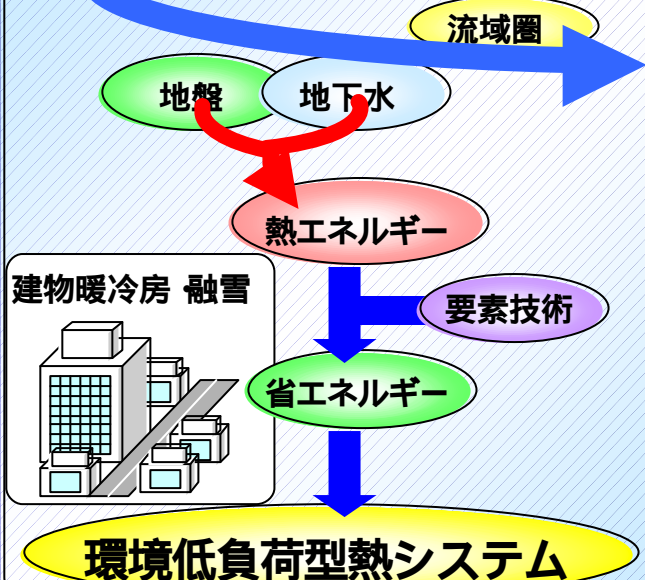 流域圏
地盤
地下水
熱エネルギー
建物暖冷房・融雪
要素技術
省エネルギー
環境低負荷型熱システム